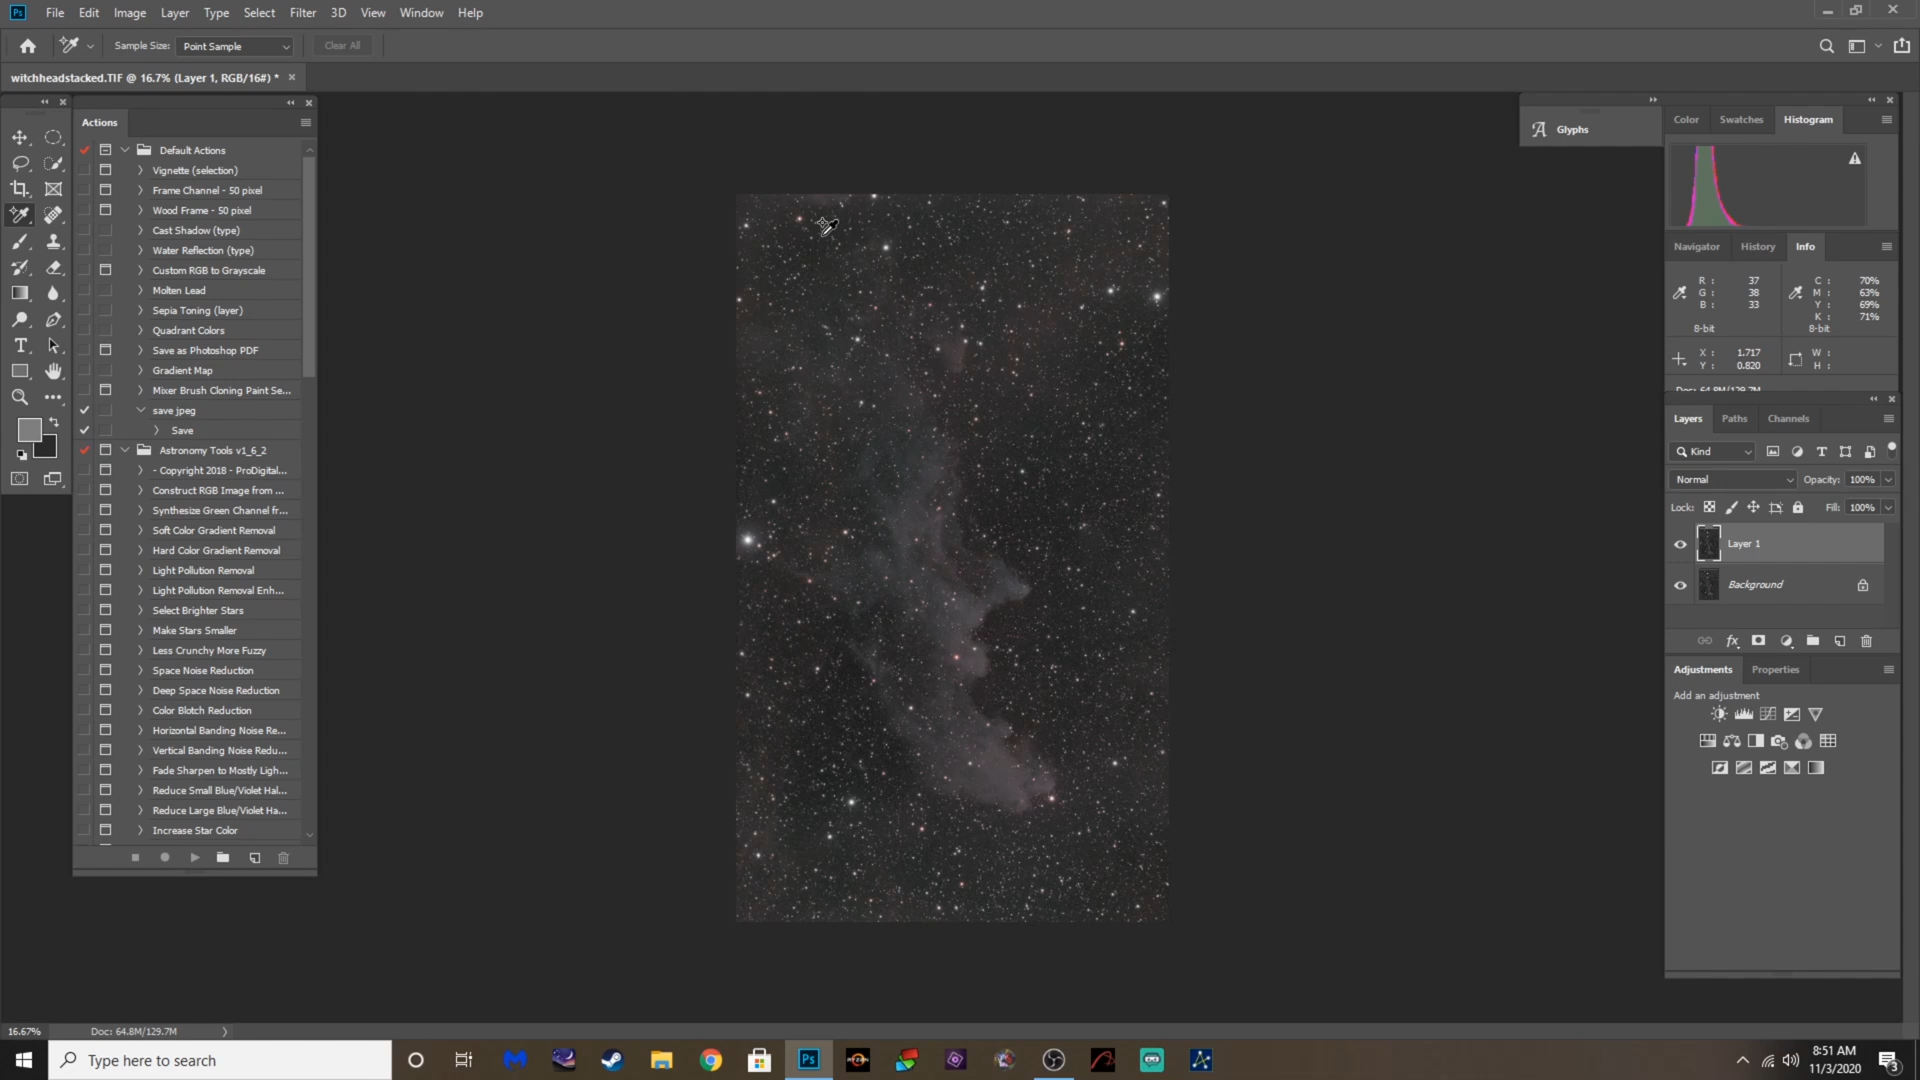 Ps File Edit Image Layer Type Select Filter 3D View Window Help
Sample Size: Point Sample Clear All
witchheadstacked.TIF @ 16.7% (Layer 1, RGB/16#) *
Actions
Default Actions
Vignette (selection)
Frame Channel - 50 pixel
Wood Frame - 50 pixel
Cast Shadow (type)
Water Reflection (type)
Custom RGB to Grayscale
Molten Lead
Sepia Toning (layer)
Quadrant Colors
Save as Photoshop PDF
Gradient Map
Mixer Brush Cloning Paint Se...
save jpeg
Save
Astronomy Tools v1_6_2
- Copyright 2018 - ProDigital...
Construct RGB Image from ...
Synthesize Green Channel fr...
Soft Color Gradient Removal
Hard Color Gradient Removal
Light Pollution Removal
Light Pollution Removal Enh...
Select Brighter Stars
Make Stars Smaller
Less Crunchy More Fuzzy
Space Noise Reduction
Deep Space Noise Reduction
Color Blotch Reduction
Horizontal Banding Noise Re...
Vertical Banding Noise Redu...
Fade Sharpen to Mostly Ligh...
Reduce Small Blue/Violet Hal...
Reduce Large Blue/Violet Ha...
Increase Star Color
Glyphs
Color Swatches Histogram
Navigator History Info
R : 37 C : 70%
G : 38 M : 63%
B : 33 Y : 69%
K : 71%
8-bit 8-bit
X : 1.717 W :
Y : 0.820 H :
Doc: 64.8M/129.7M
Layers Paths Channels
Kind
Normal Opacity: 100%
Lock: Fill: 100%
Layer 1
Background
Adjustments Properties
Add an adjustment
16.67% Doc: 64.8M/129.7M
Type here to search
Ps
RYZEN
8:51 AM
11/3/2020
3